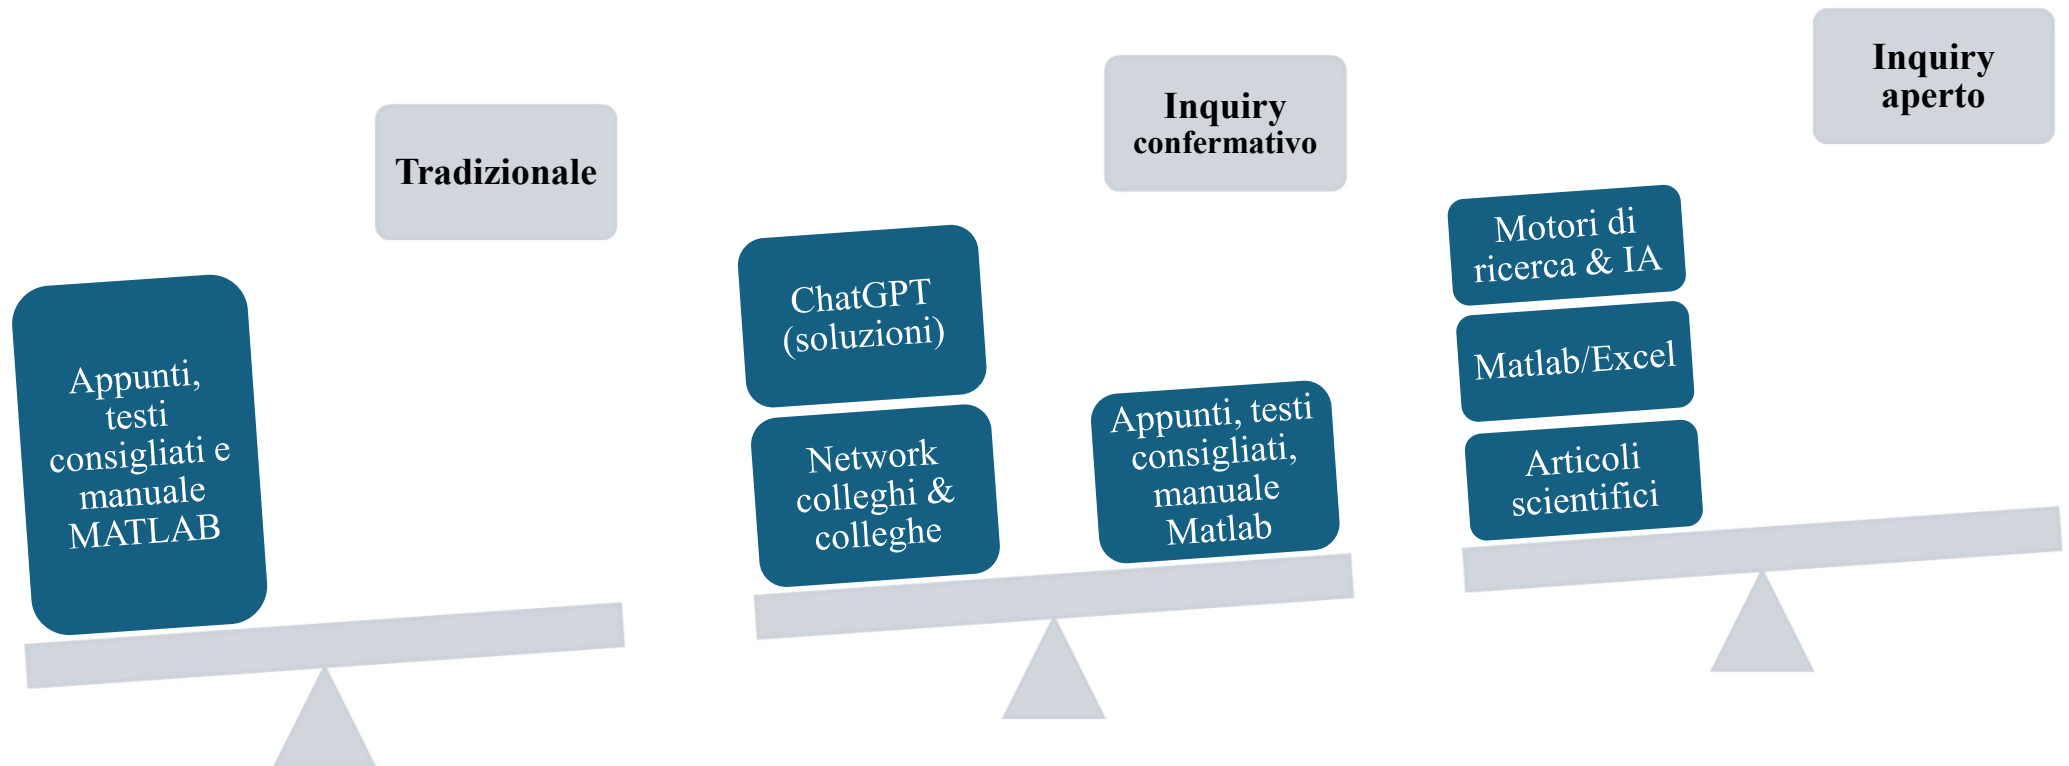 Tradizionale
Appunti,
testi
consigliati e
manuale
MATLAB
Inquiry
confermativo
ChatGPT
(soluzioni)
Network
colleghi &
colleghe
Appunti, testi
consigliati,
manuale
Matlab
Inquiry
aperto
Motori di
ricerca & IA
Matlab/Excel
Articoli
scientifici